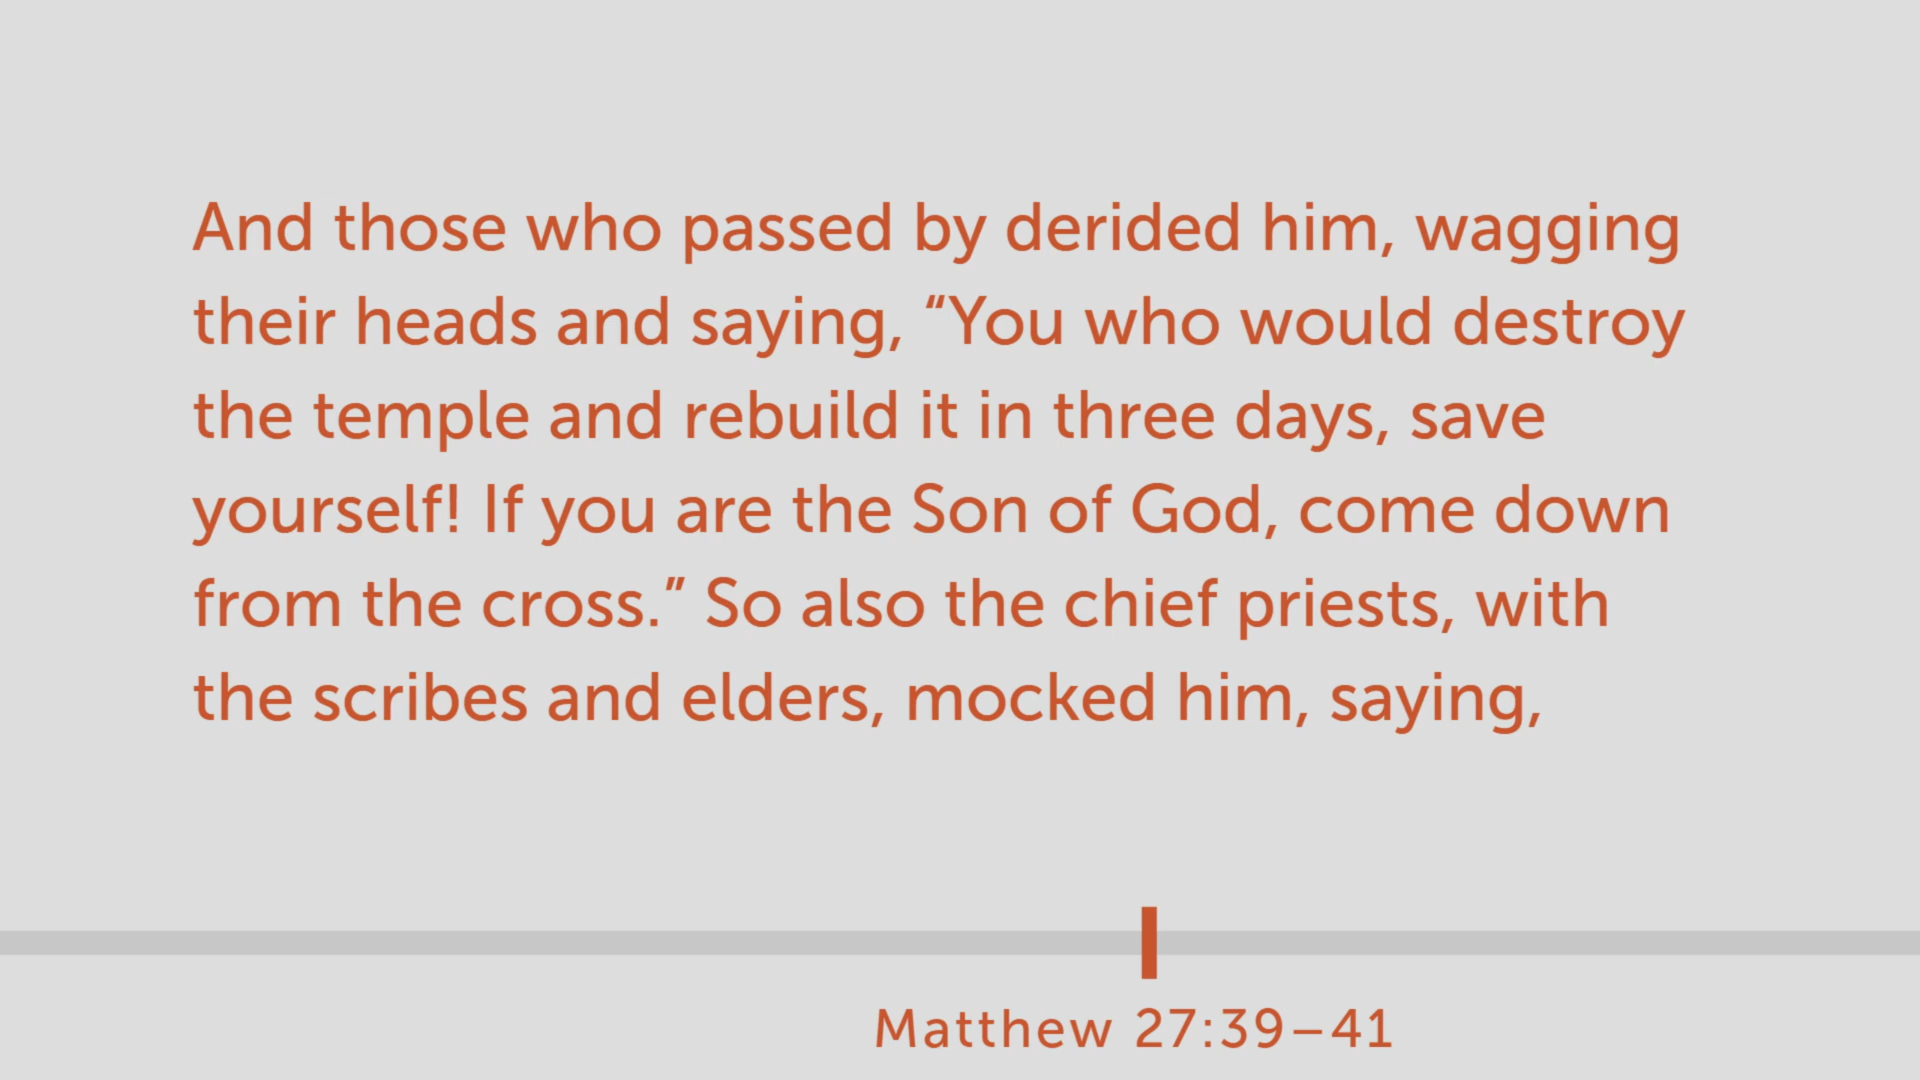 And those who passed by derided him, wagging
their heads and saying, “You who would destroy
the temple and rebuild it in three days, save
yourself! If you are the Son of God, come down
from the cross.” So also the chief priests, with
the scribes and elders, mocked him, saying,
Matthew 27:39–41